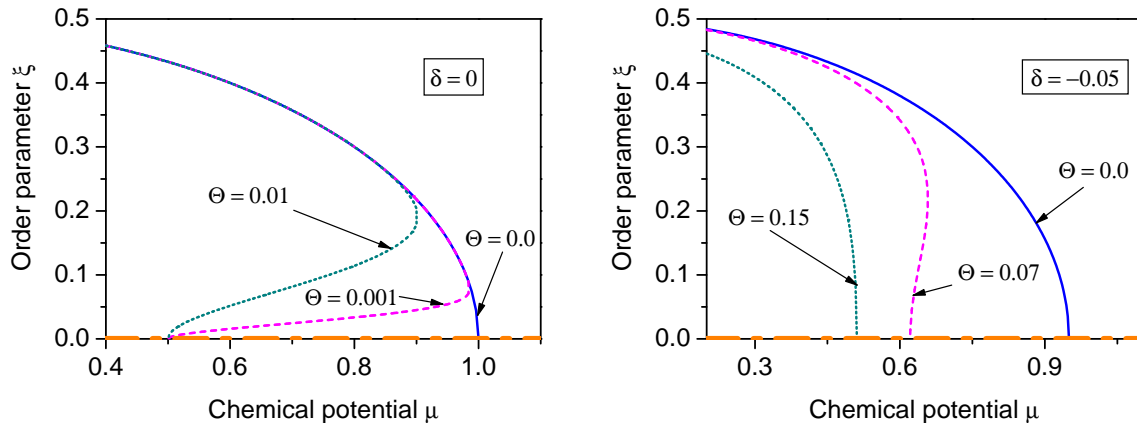 0.5
0.4
0.3
0.2
0.1
0.0
Order parameter ξ
δ = 0
Θ = 0.01
Θ = 0.0
Θ = 0.001
0.4
0.6
0.8
1.0
Chemical potential μ
0.5
0.4
0.3
0.2
0.1
0.0
Order parameter ξ
δ = −0.05
Θ = 0.0
Θ = 0.15
Θ = 0.07
0.3
0.6
0.9
Chemical potential μ